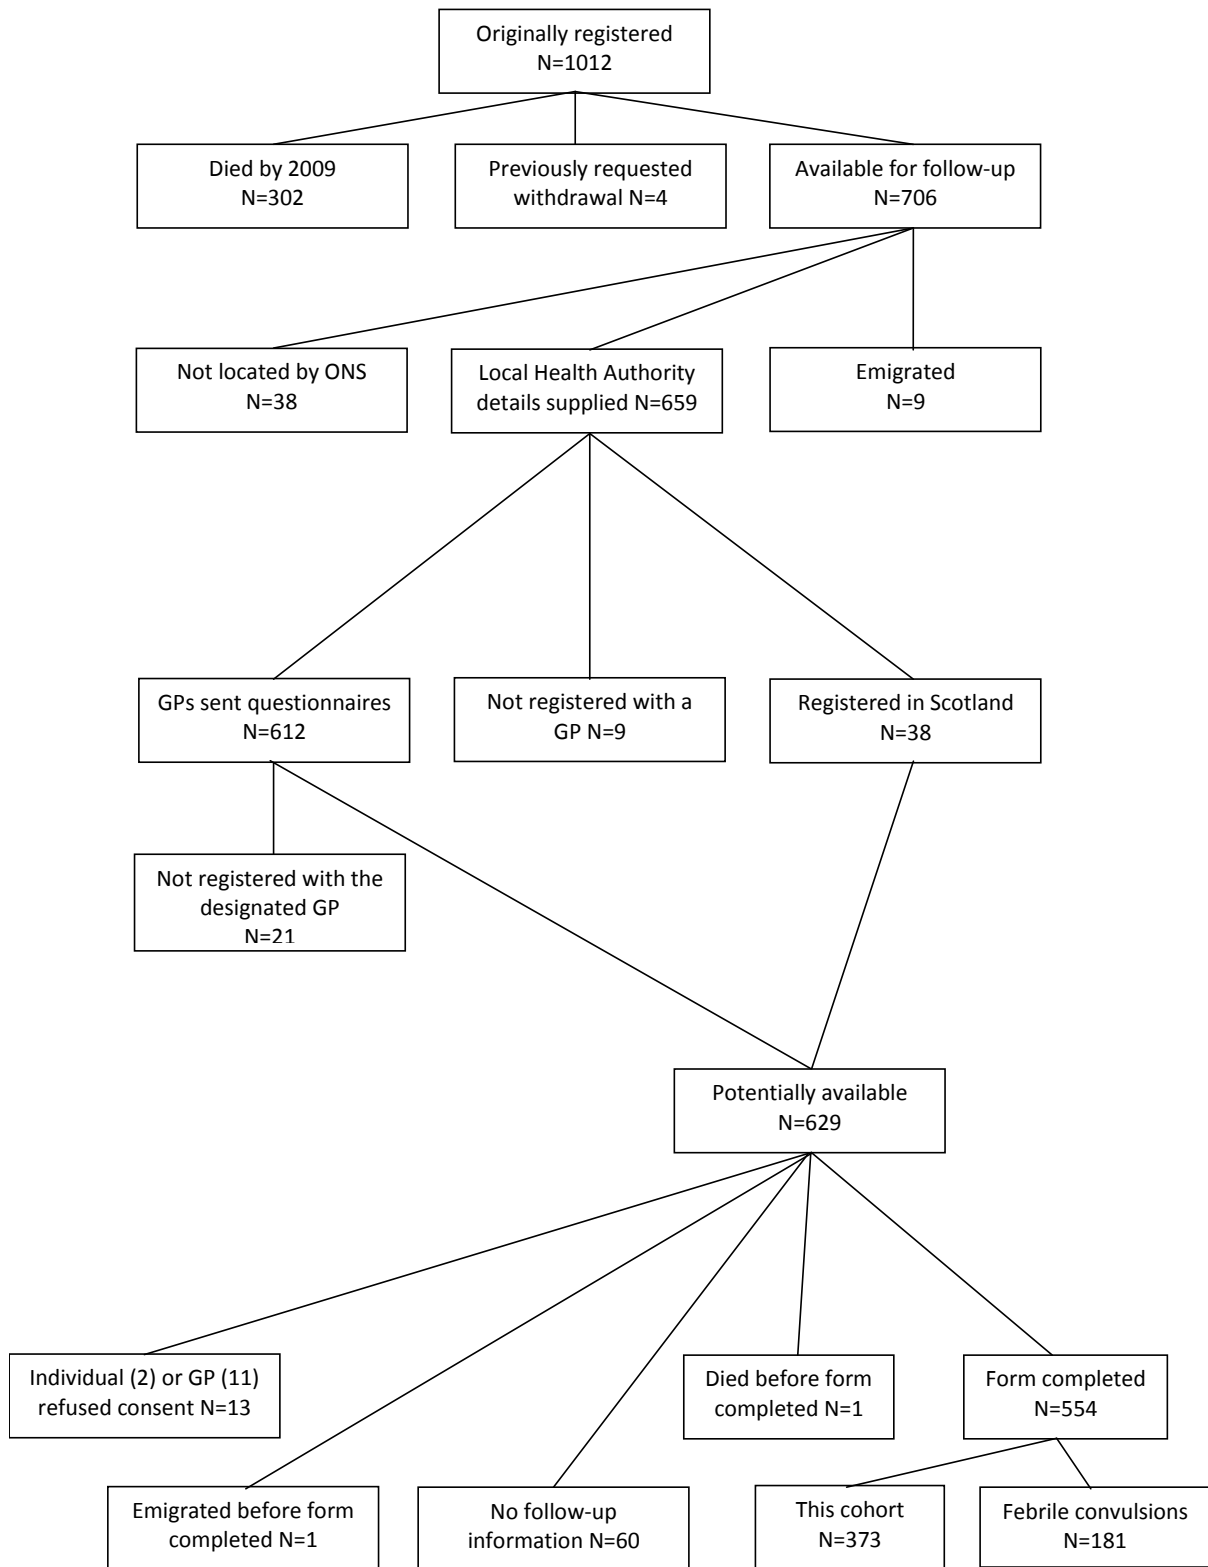 Originally registered
N=1012
Died by 2009
N=302
Previously requested
withdrawal N=4
Available for follow-up
N=706
Not located by ONS
N=38
Local Health Authority
details supplied N=659
Emigrated
N=9
GPs sent questionnaires
N=612
Not registered with a
GP N=9
Registered in Scotland
N=38
Not registered with the
designated GP
N=21
Potentially available
N=629
Individual (2) or GP (11)
refused consent N=13
Died before form
completed N=1
Form completed
N=554
Emigrated before form
completed N=1
No follow-up
information N=60
This cohort
N=373
Febrile convulsions
N=181